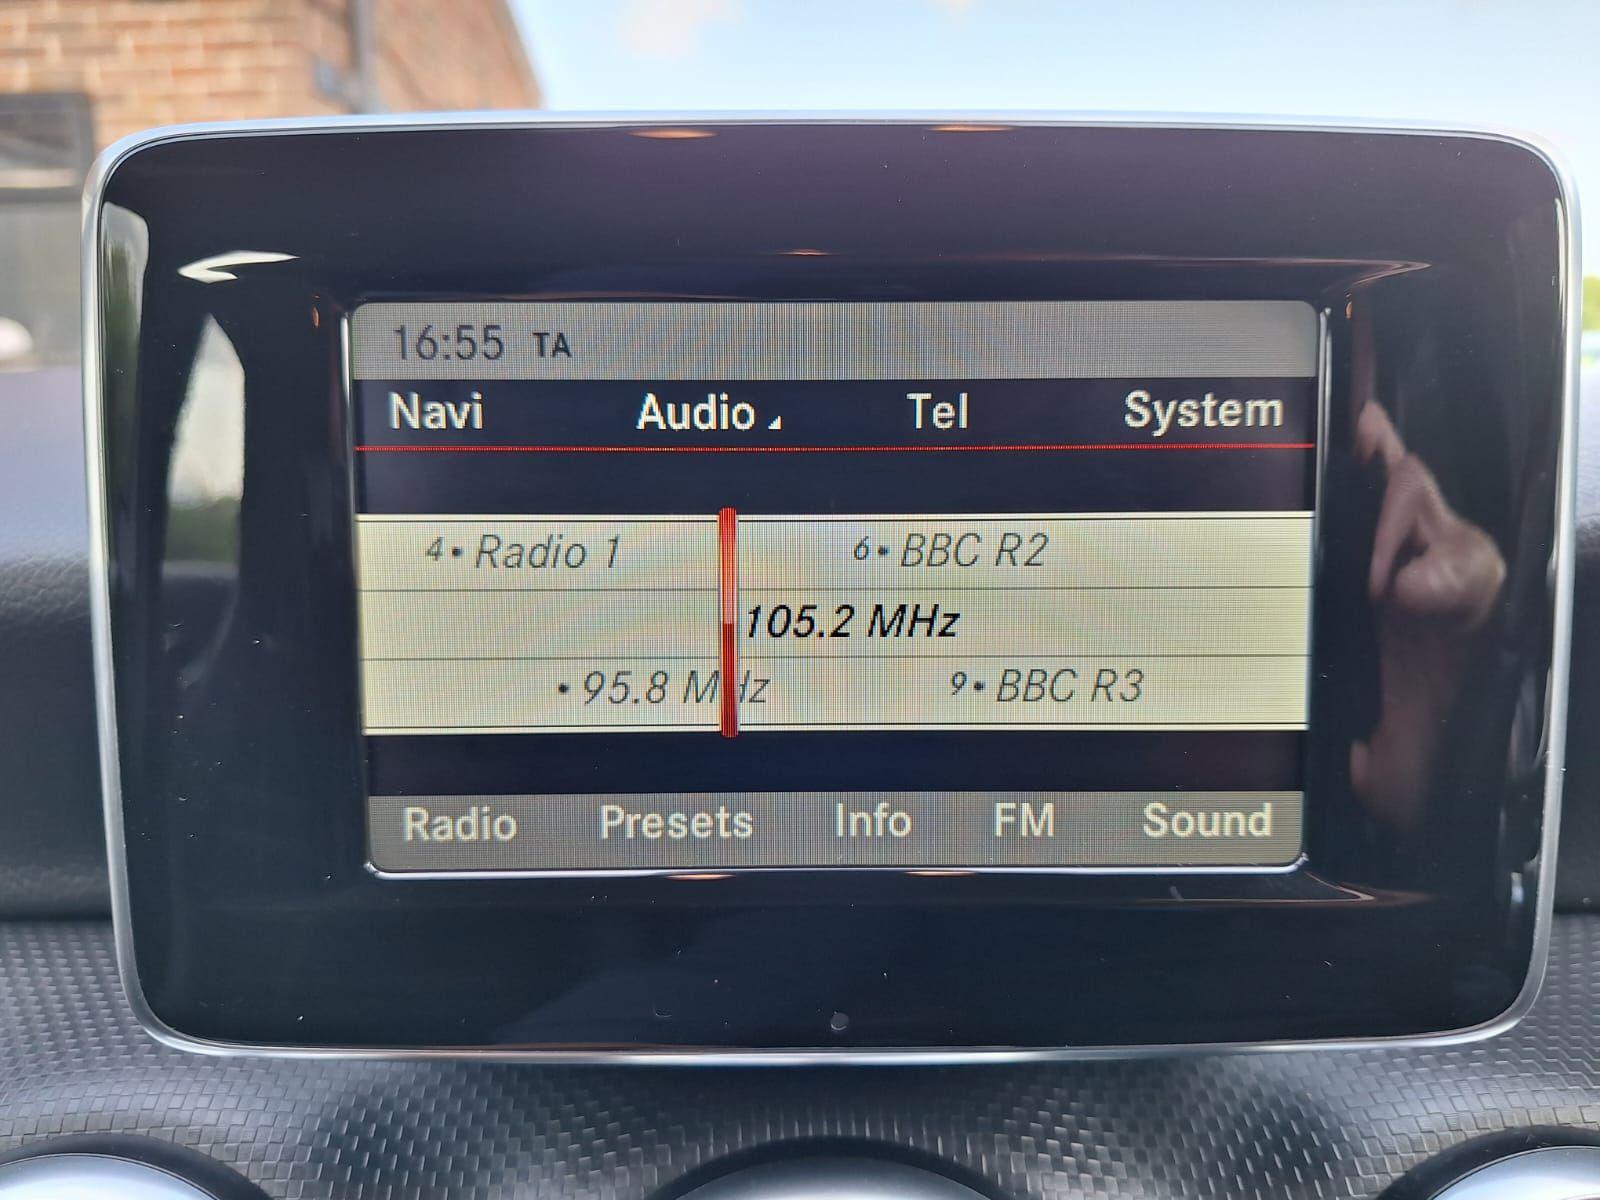 16:55 TA
Navi Audio Tel System
4• Radio 1 6• BBC R2
105.2 MHz
• 95.8 MHz 9• BBC R3
Radio Presets Info FM Sound